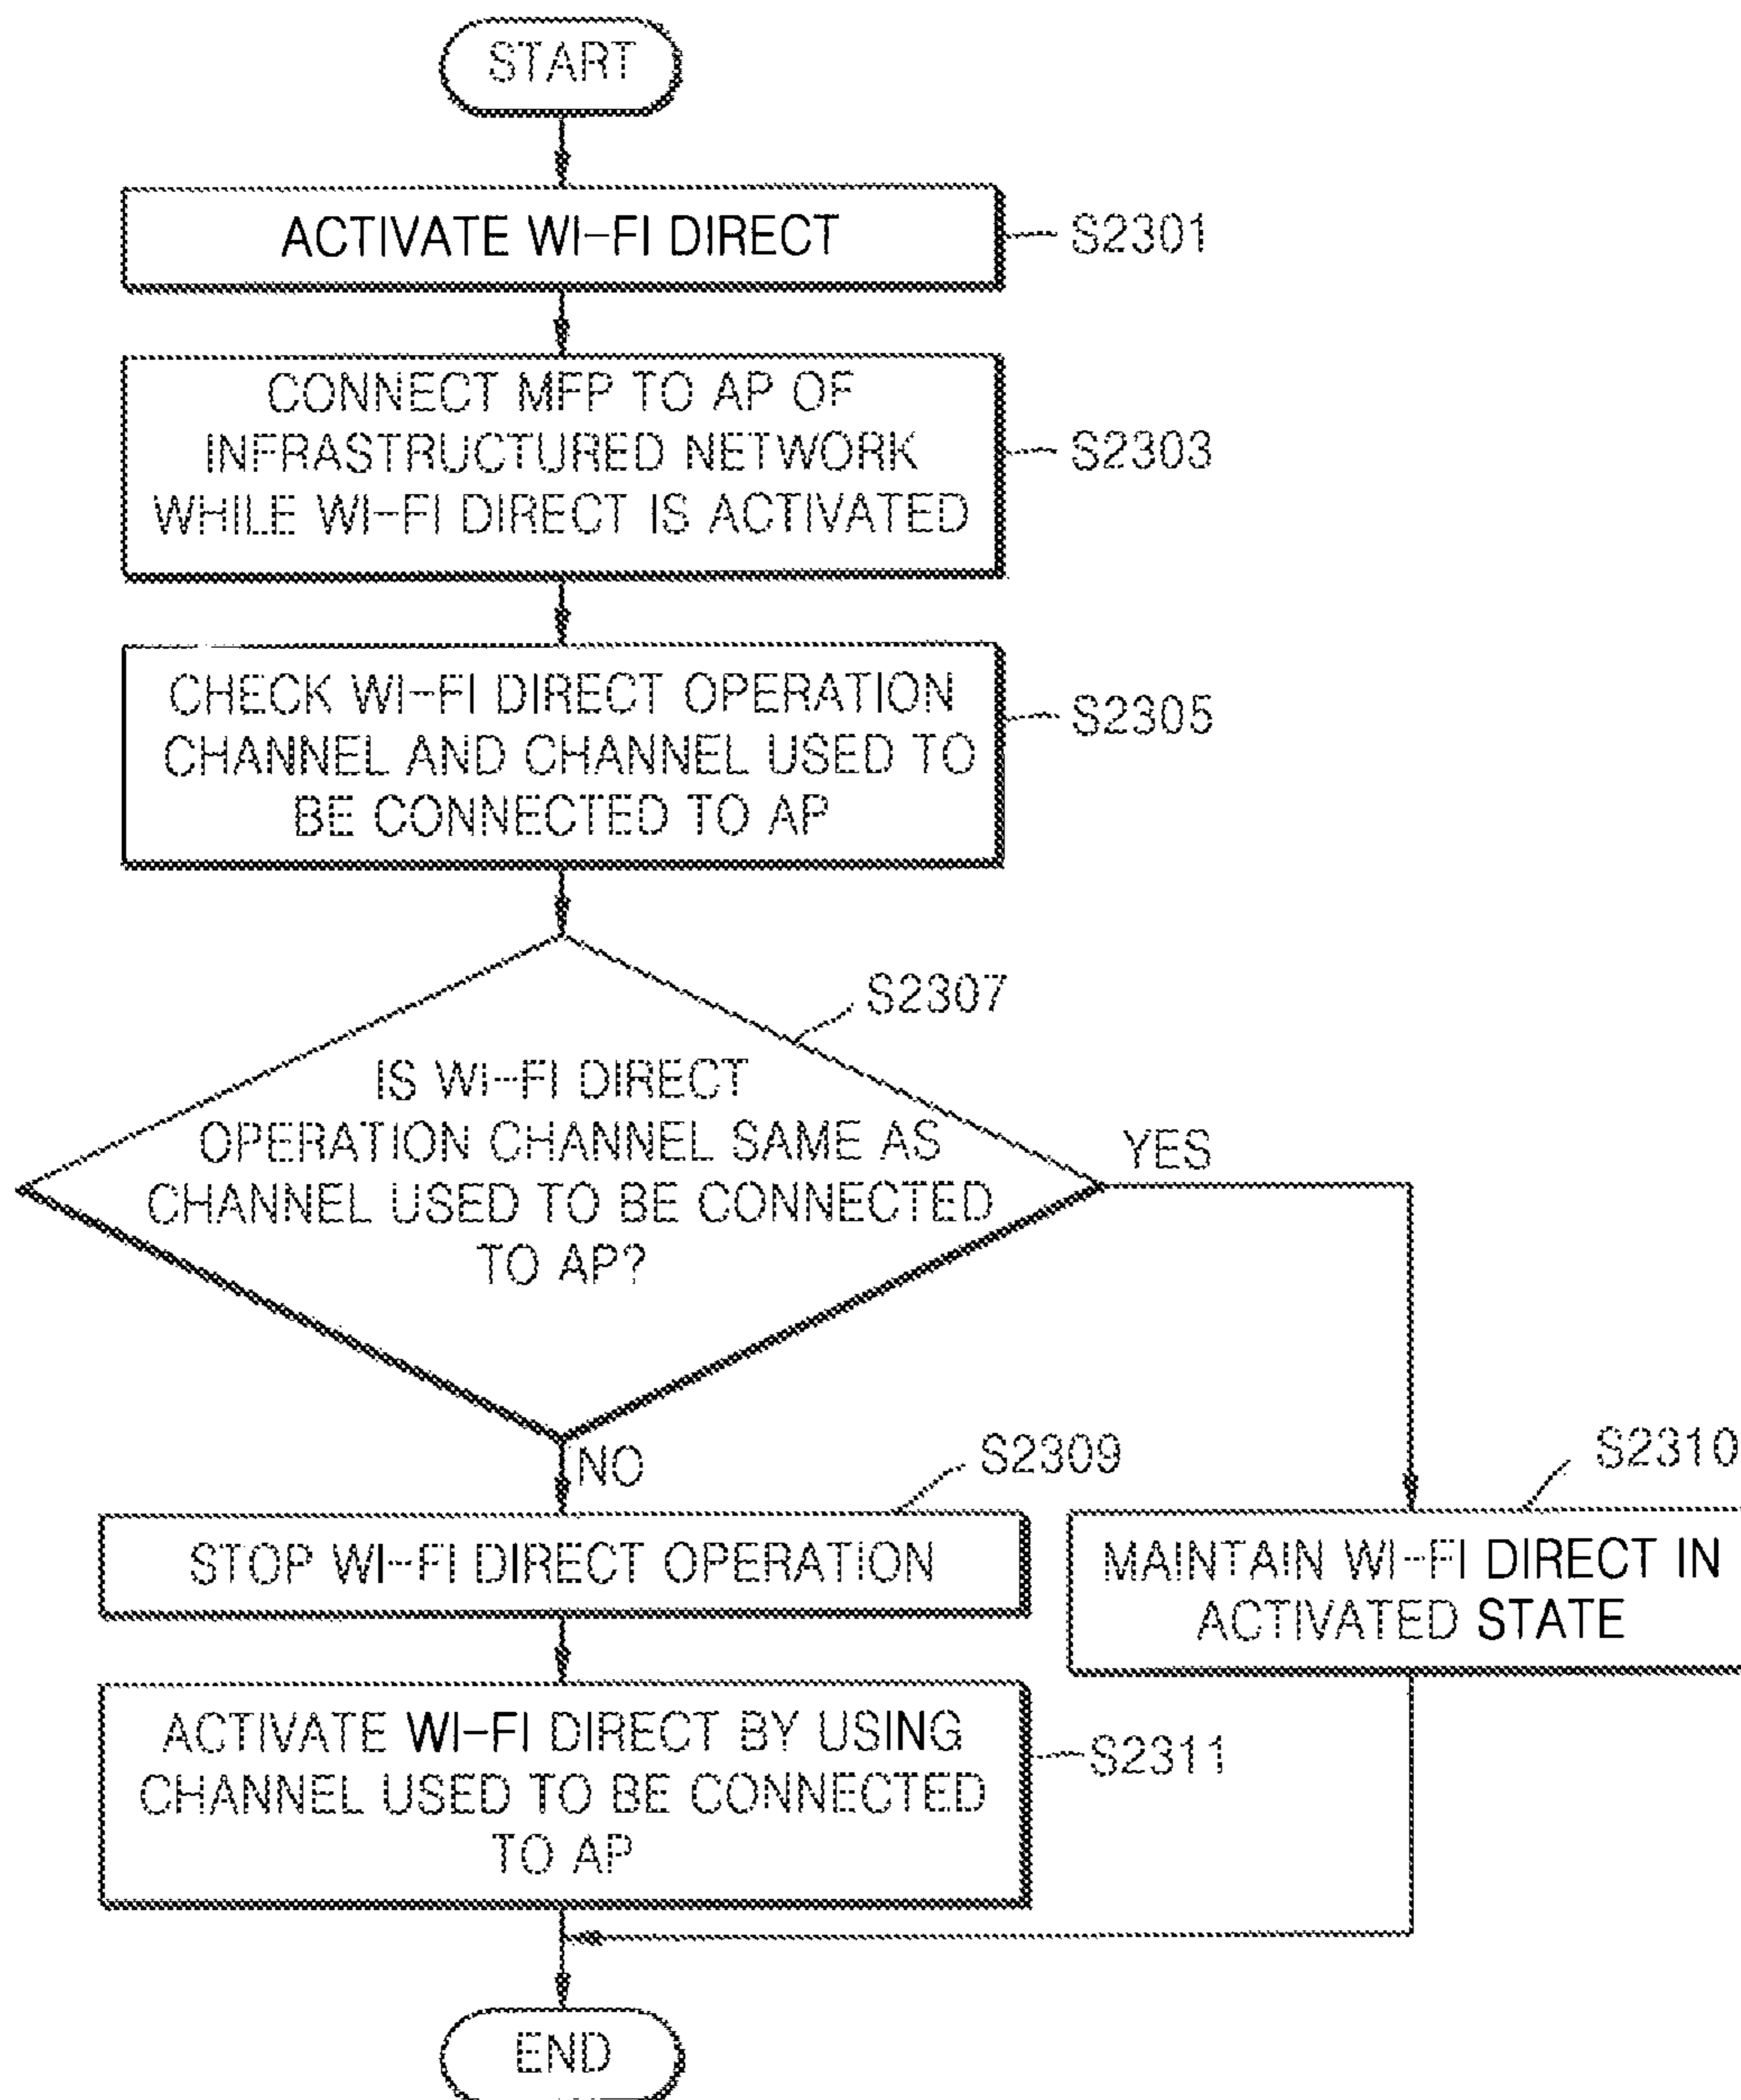 START
ACTIVATE WI-FI DIRECT
S2301
CONNECT MFP TO AP OF
INFRASTRUCTURED NETWORK
WHILE WI-FI DIRECT IS ACTIVATED
S2303
CHECK WI-FI DIRECT OPERATION
CHANNEL AND CHANNEL USED TO
BE CONNECTED TO AP
S2305
S2307
IS WI-FI DIRECT
OPERATION CHANNEL SAME AS
CHANNEL USED TO BE CONNECTED
TO AP?
YES
NO
S2309
STOP WI-FI DIRECT OPERATION
S2310
MAINTAIN WI-FI DIRECT IN
ACTIVATED STATE
ACTIVATE WI-FI DIRECT BY USING
CHANNEL USED TO BE CONNECTED
TO AP
S2311
END